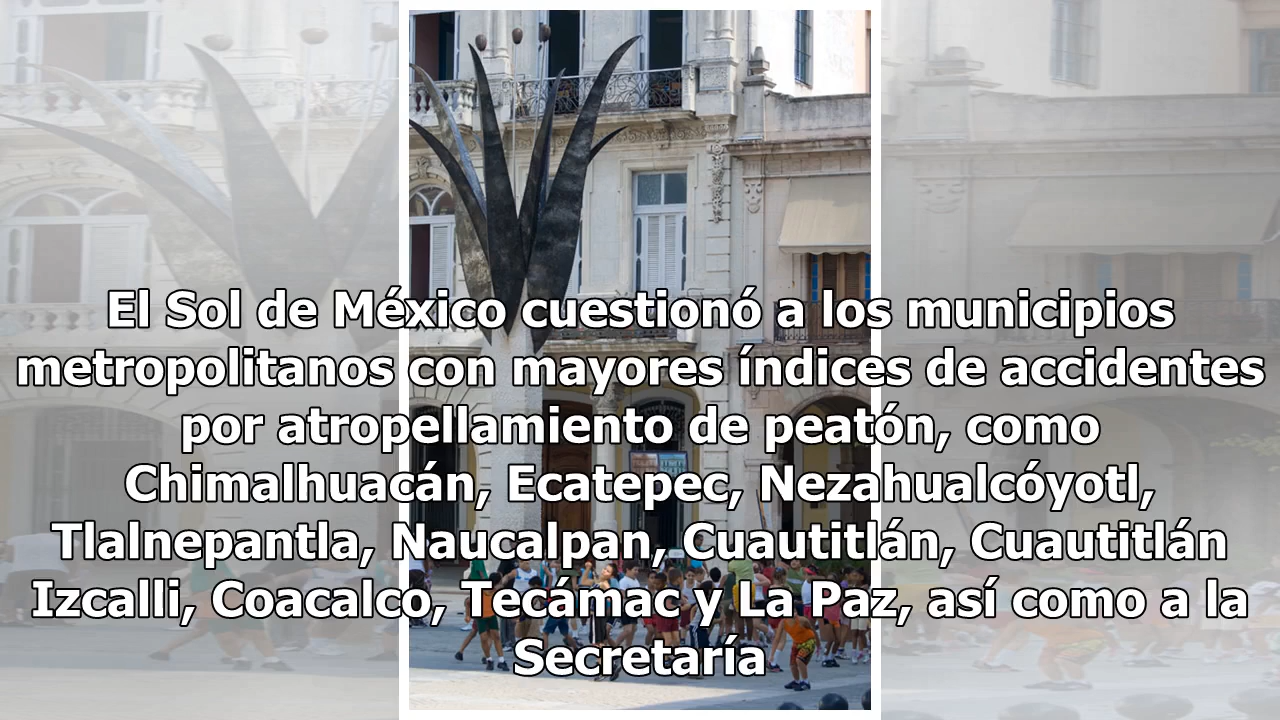 El Sol de México cuestionó a los municipios
metropolitanos con mayores índices de accidentes
por atropellamiento de peatón, como
Chimalhuacán, Ecatepec, Nezahualcóyotl,
Tlalnepantla, Naucalpan, Cuautitlán, Cuautitlán
Izcalli, Coacalco, Tecámac y La Paz, así como a la
Secretaría